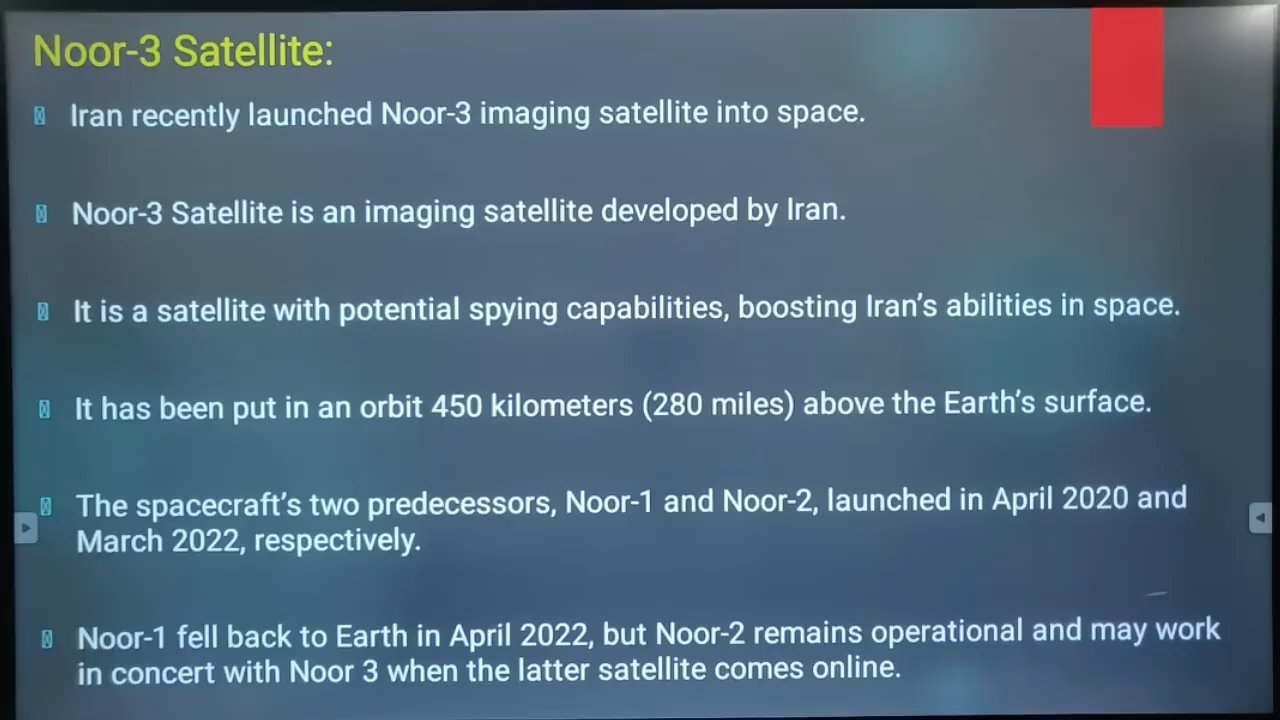 Noor-3 Satellite:
Iran recently launched Noor-3 imaging satellite into space.
Noor-3 Satellite is an imaging satellite developed by Iran.
It is a satellite with potential spying capabilities, boosting Iran's abilities in space.
It has been put in an orbit 450 kilometers (280 miles) above the Earth's surface.
The spacecraft's two predecessors, Noor-1 and Noor-2, launched in April 2020 and
March 2022, respectively.
Noor-1 fell back to Earth in April 2022, but Noor-2 remains operational and may work
in concert with Noor 3 when the latter satellite comes online.